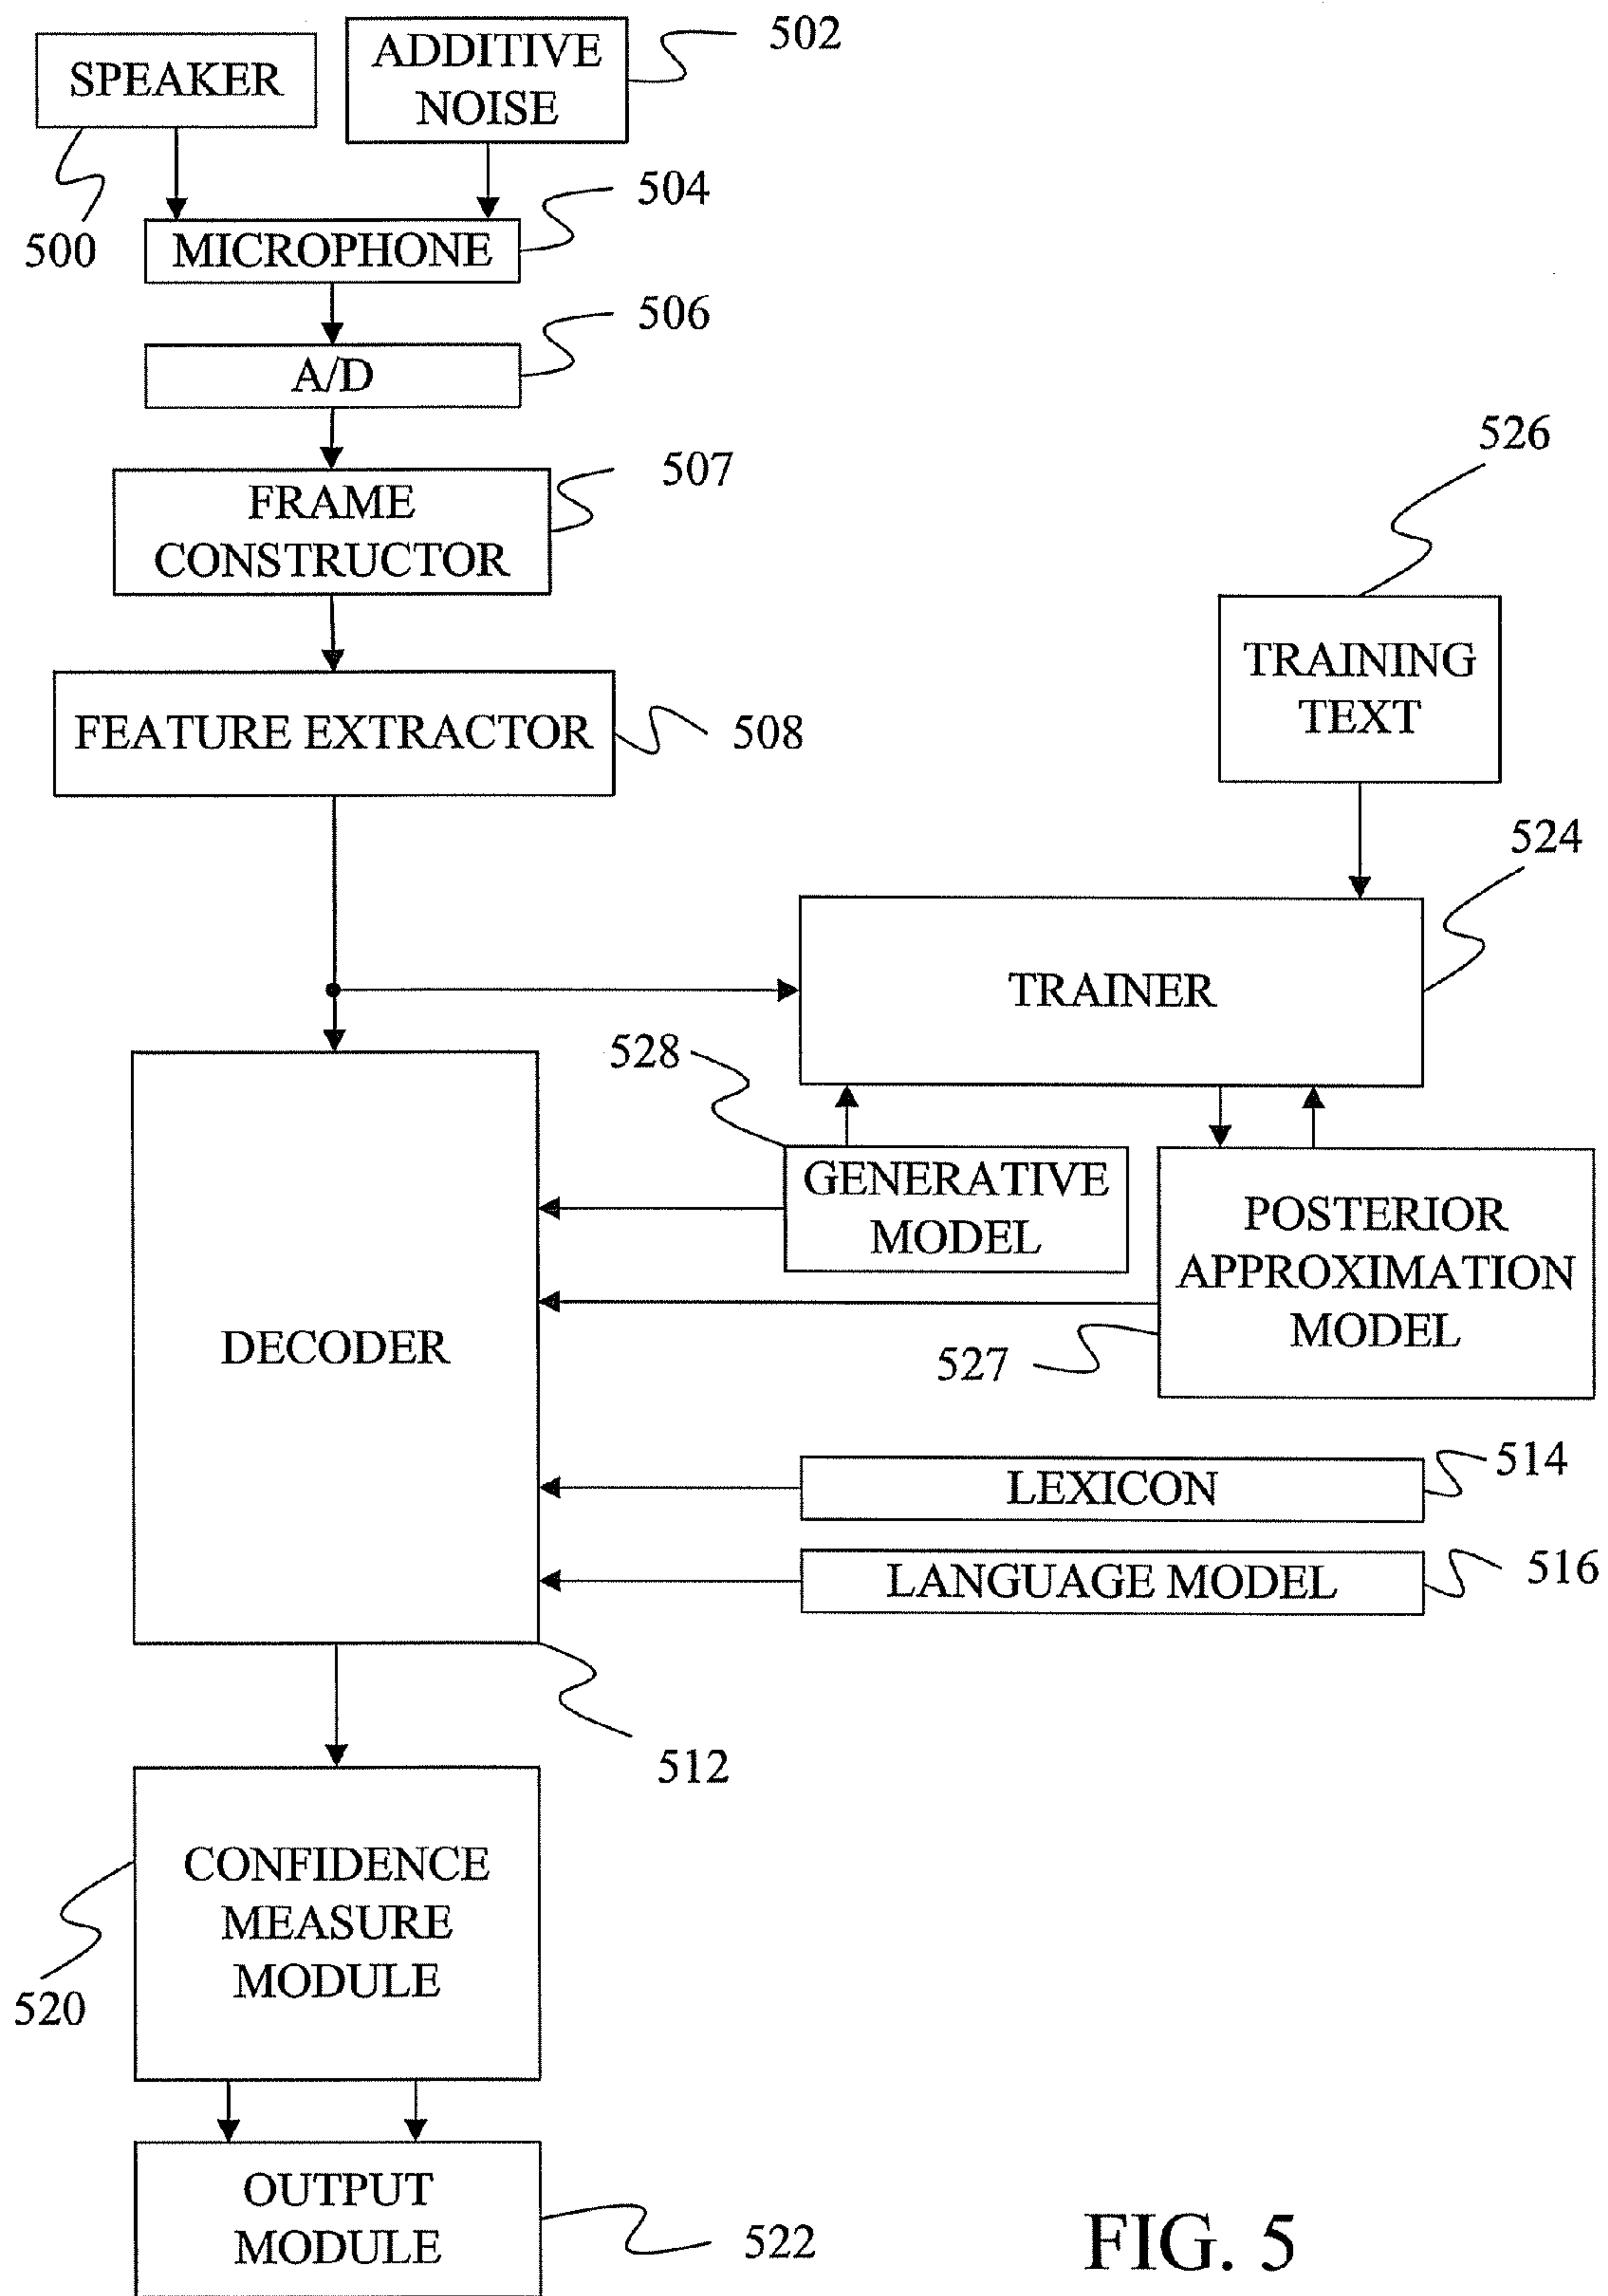 SPEAKER
ADDITIVE
NOISE
502
500
MICROPHONE
504
A/D
506
FRAME
CONSTRUCTOR
507
FEATURE EXTRACTOR
508
526
TRAINING
TEXT
524
TRAINER
528
GENERATIVE
MODEL
POSTERIOR
APPROXIMATION
MODEL
527
DECODER
LEXICON
514
LANGUAGE MODEL
516
512
CONFIDENCE
MEASURE
MODULE
520
OUTPUT
MODULE
522
FIG. 5